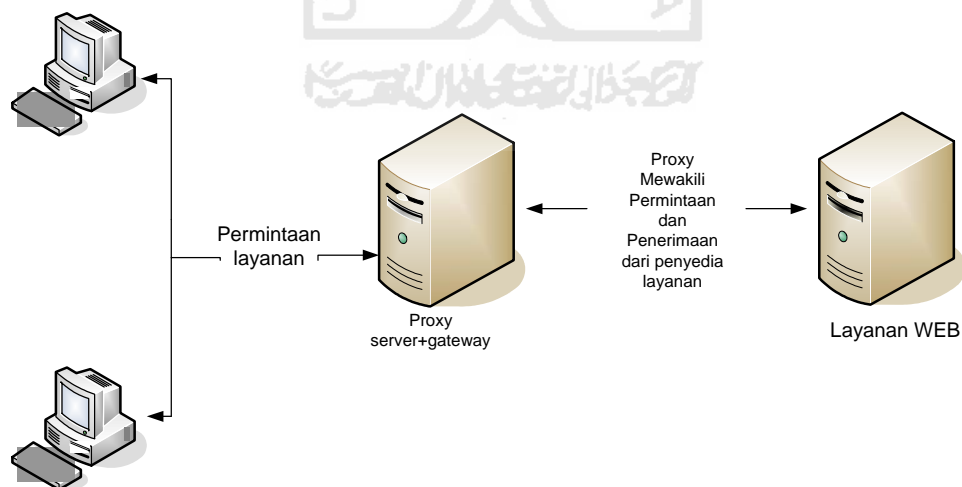 Permintaan
layanan
Proxy
server+gateway
Proxy
Mewakili
Permintaan
dan
Penerimaan
dari penyedia
layanan
Layanan WEB